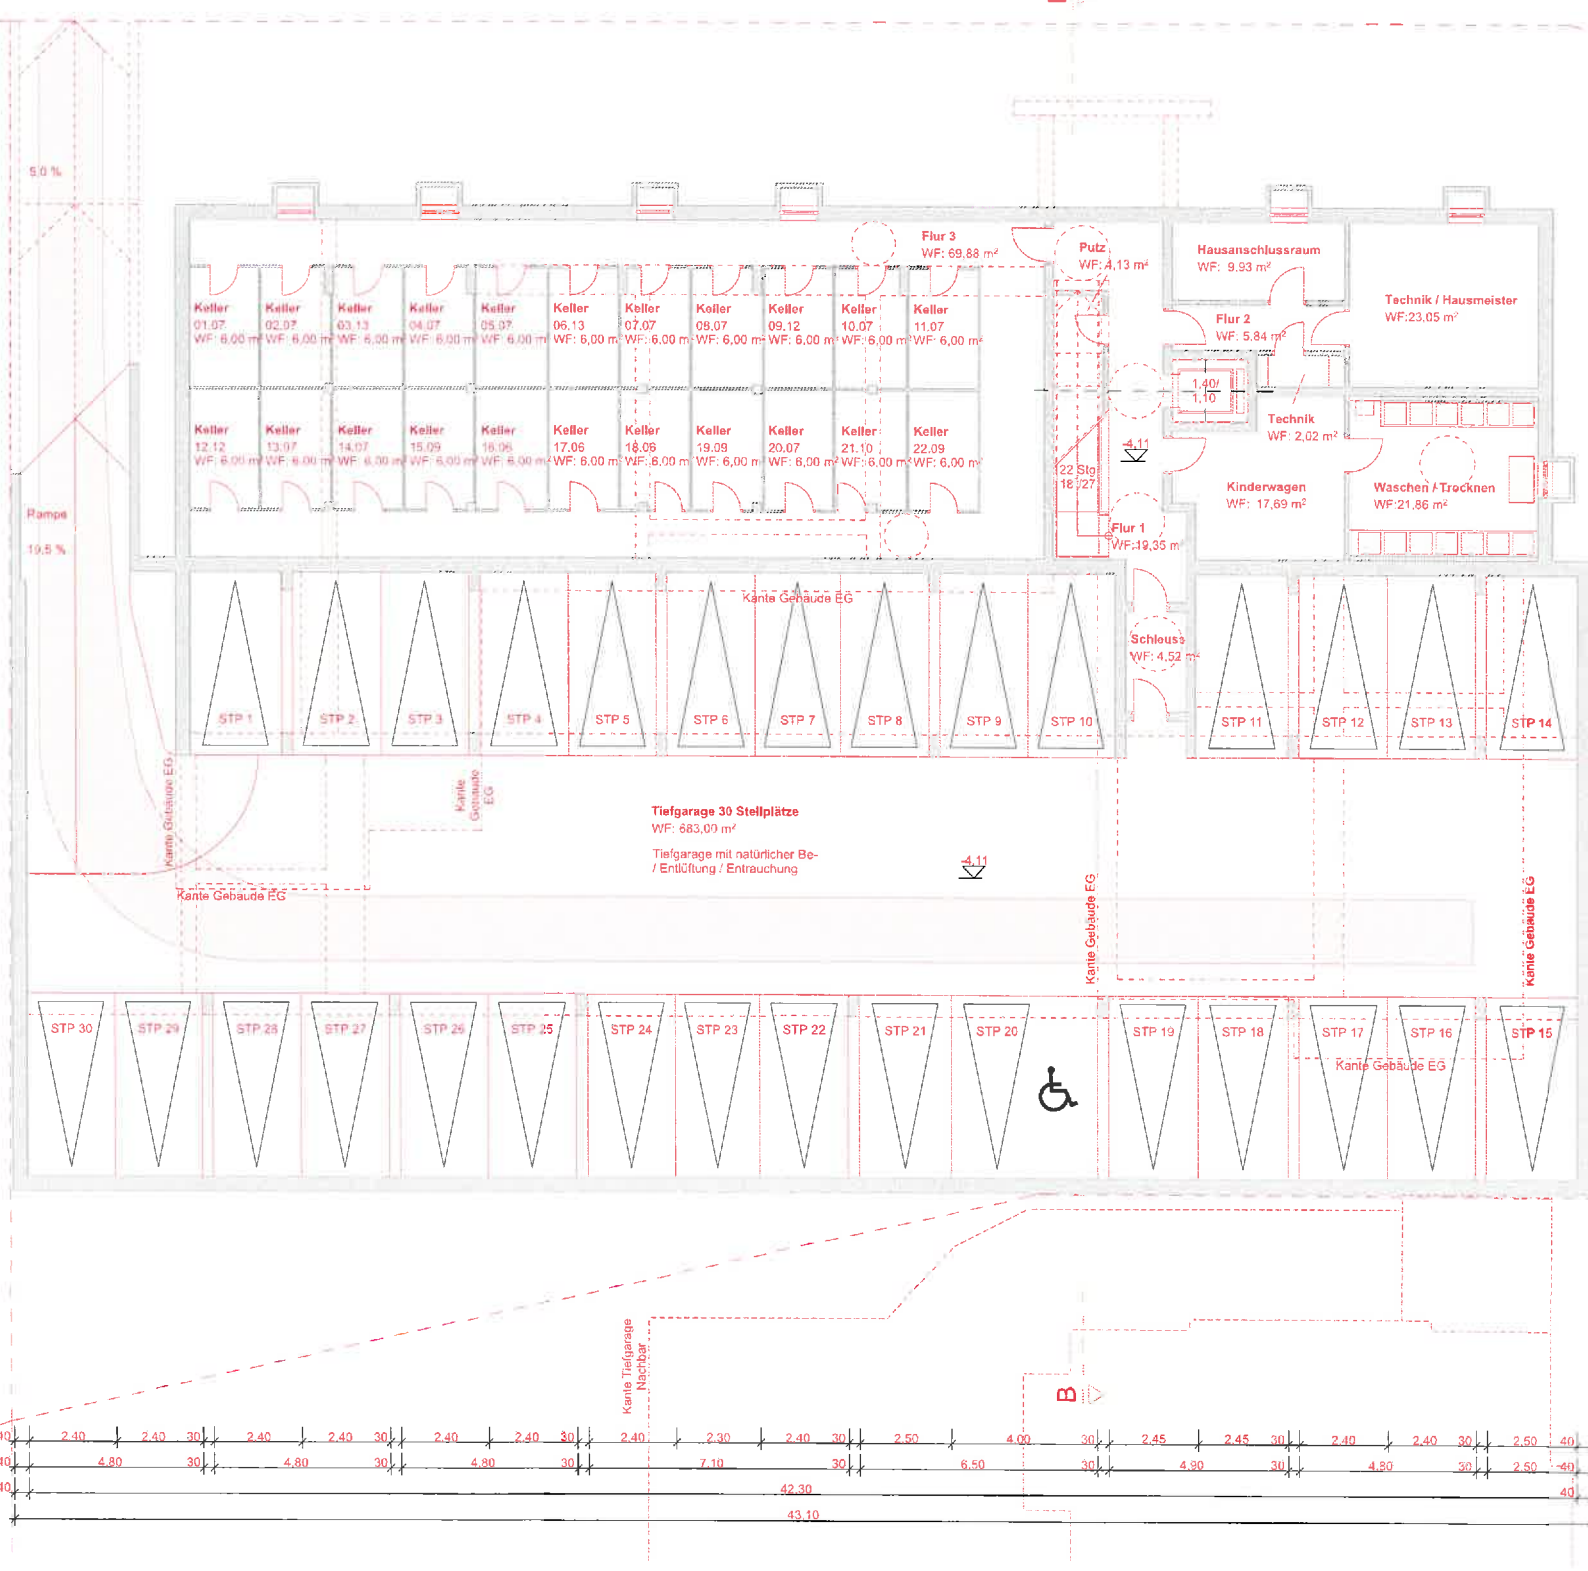 5,0 %
Flur 3
WF: 69,88 m²
Putz
WF: 4,13 m²
Hausanschlussraum
WF: 9,93 m²
Technik / Hausmeister
WF:23,05 m²
Flur 2
WF: 5,84 m²
Keller
01.07
WF: 6,00 m²
Keller
02.07
WF: 6,00 m²
Keller
03.13
WF: 6,00 m²
Keller
04.07
WF: 6,00 m²
Keller
05.07
WF: 6,00 m²
Keller
06.13
WF: 6,00 m²
Keller
07.07
WF: 6,00 m²
Keller
08.07
WF: 6,00 m²
Keller
09.12
WF: 6,00 m²
Keller
10.07
WF: 6,00 m²
Keller
11.07
WF: 6,00 m²
1,40/
1,10
Technik
WF: 2,02 m²
Keller
12.12
WF: 6,00 m²
Keller
13.07
WF: 6,00 m²
Keller
14.07
WF: 6,00 m²
Keller
15.09
WF: 6,00 m²
Keller
16.06
WF: 6,00 m²
Keller
17.06
WF: 6,00 m²
Keller
18.06
WF: 6,00 m²
Keller
19.09
WF: 6,00 m²
Keller
20.07
WF: 6,00 m²
Keller
21.10
WF: 6,00 m²
Keller
22.09
WF: 6,00 m²
-4,11
22 Stg
18 /27
Kinderwagen
WF: 17,69 m²
Waschen / Trocknen
WF:21,86 m²
Rampe
19,5 %
Flur 1
WF:19,35 m²
Kante Gebäude EG
Schleuse
WF: 4,52 m²
STP 1
STP 2
STP 3
STP 4
STP 5
STP 6
STP 7
STP 8
STP 9
STP 10
STP 11
STP 12
STP 13
STP 14
Kante Gebäude EG
Kante
Gebäude
EG
Tiefgarage 30 Stellplätze
WF: 683,00 m²
Tiefgarage mit natürlicher Be-
/ Entlüftung / Entrauchung
-4,11
Kante Gebäude EG
Kante Gebäude EG
Kante Gebäude EG
STP 30
STP 29
STP 28
STP 27
STP 26
STP 25
STP 24
STP 23
STP 22
STP 21
STP 20
STP 19
STP 18
STP 17
STP 16
STP 15
Kante Gebäude EG
Kante Tiefgarage
Nachbar
B
40 2.40 2.40 30 2.40 2.40 30 2.40 2.40 30 2.40 2.30 2.40 30 2.50 4.00 30 2.45 2.45 30 2.40 2.40 30 2.50 40
40 4.80 30 4.80 30 4.80 30 7.10 30 6.50 30 4.90 30 4.80 30 2.50 40
40 42.30 40
43.10